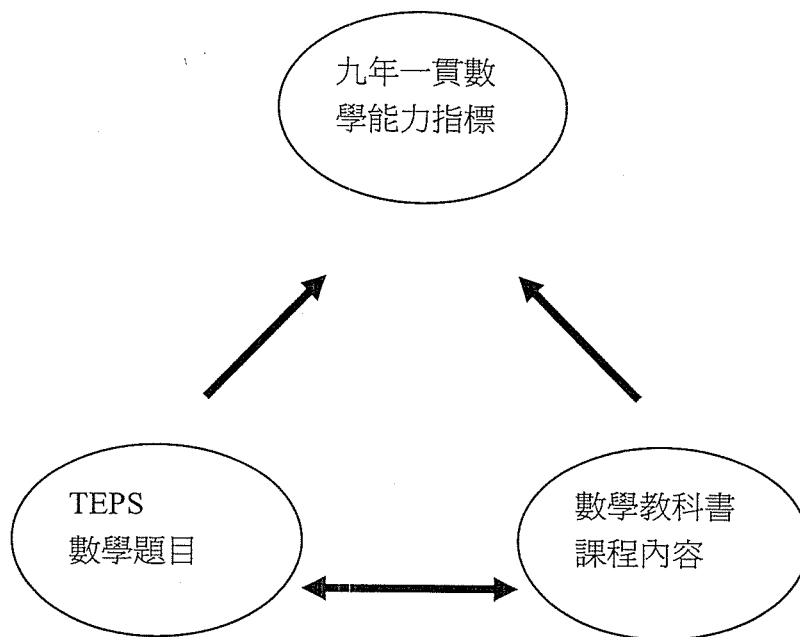 九年一貫數
學能力指標
TEPS
數學題目
數學教科書
課程內容